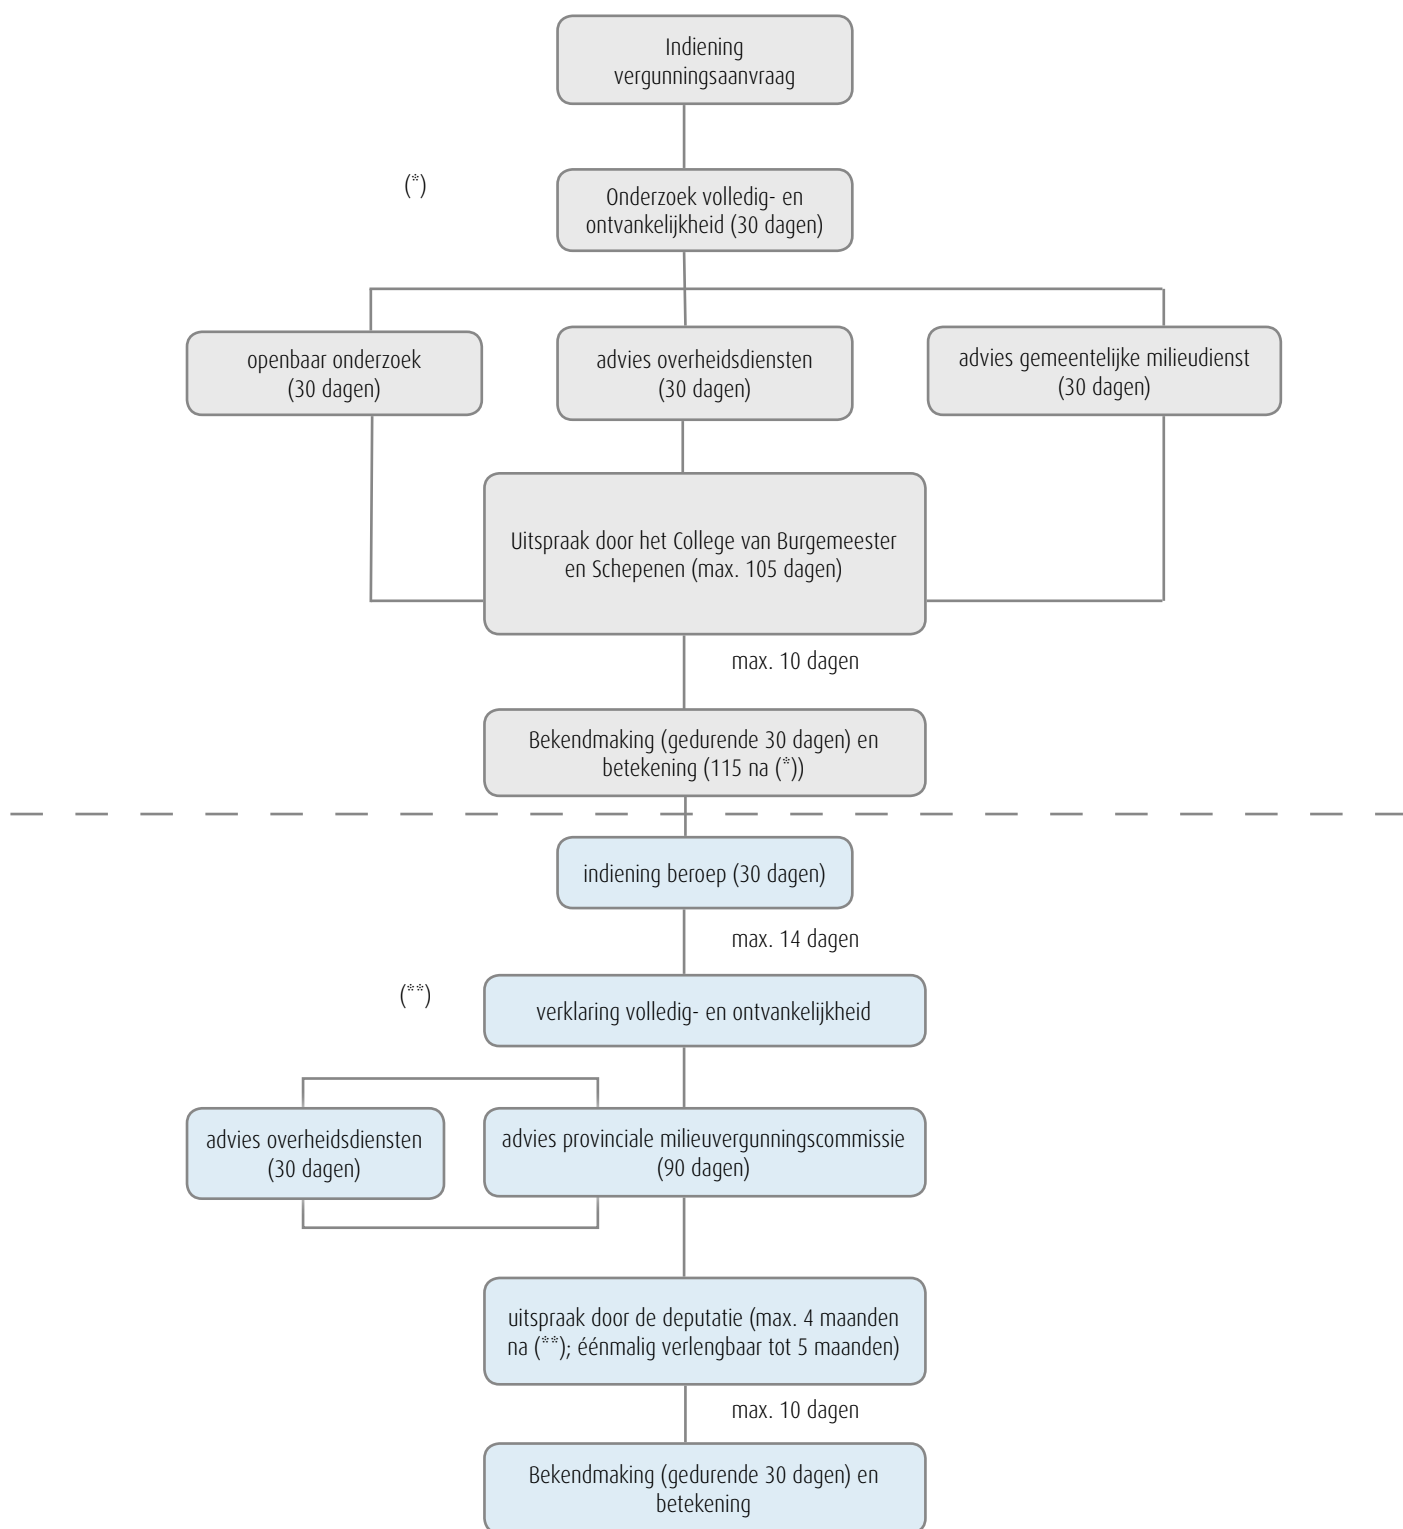 Indiening
vergunningsaanvraag
(*)
Onderzoek volledig- en
ontvankelijkheid (30 dagen)
openbaar onderzoek
(30 dagen)
advies overheidsdiensten
(30 dagen)
advies gemeentelijke milieudienst
(30 dagen)
Uitspraak door het College van Burgemeester
en Schepenen (max. 105 dagen)
max. 10 dagen
Bekendmaking (gedurende 30 dagen) en
betekening (115 na (*))
indiening beroep (30 dagen)
max. 14 dagen
(**)
verklaring volledig- en ontvankelijkheid
advies overheidsdiensten
(30 dagen)
advies provinciale milieuvergunningscommissie
(90 dagen)
uitspraak door de deputatie (max. 4 maanden
na (**); éénmalig verlengbaar tot 5 maanden)
max. 10 dagen
Bekendmaking (gedurende 30 dagen) en
betekening